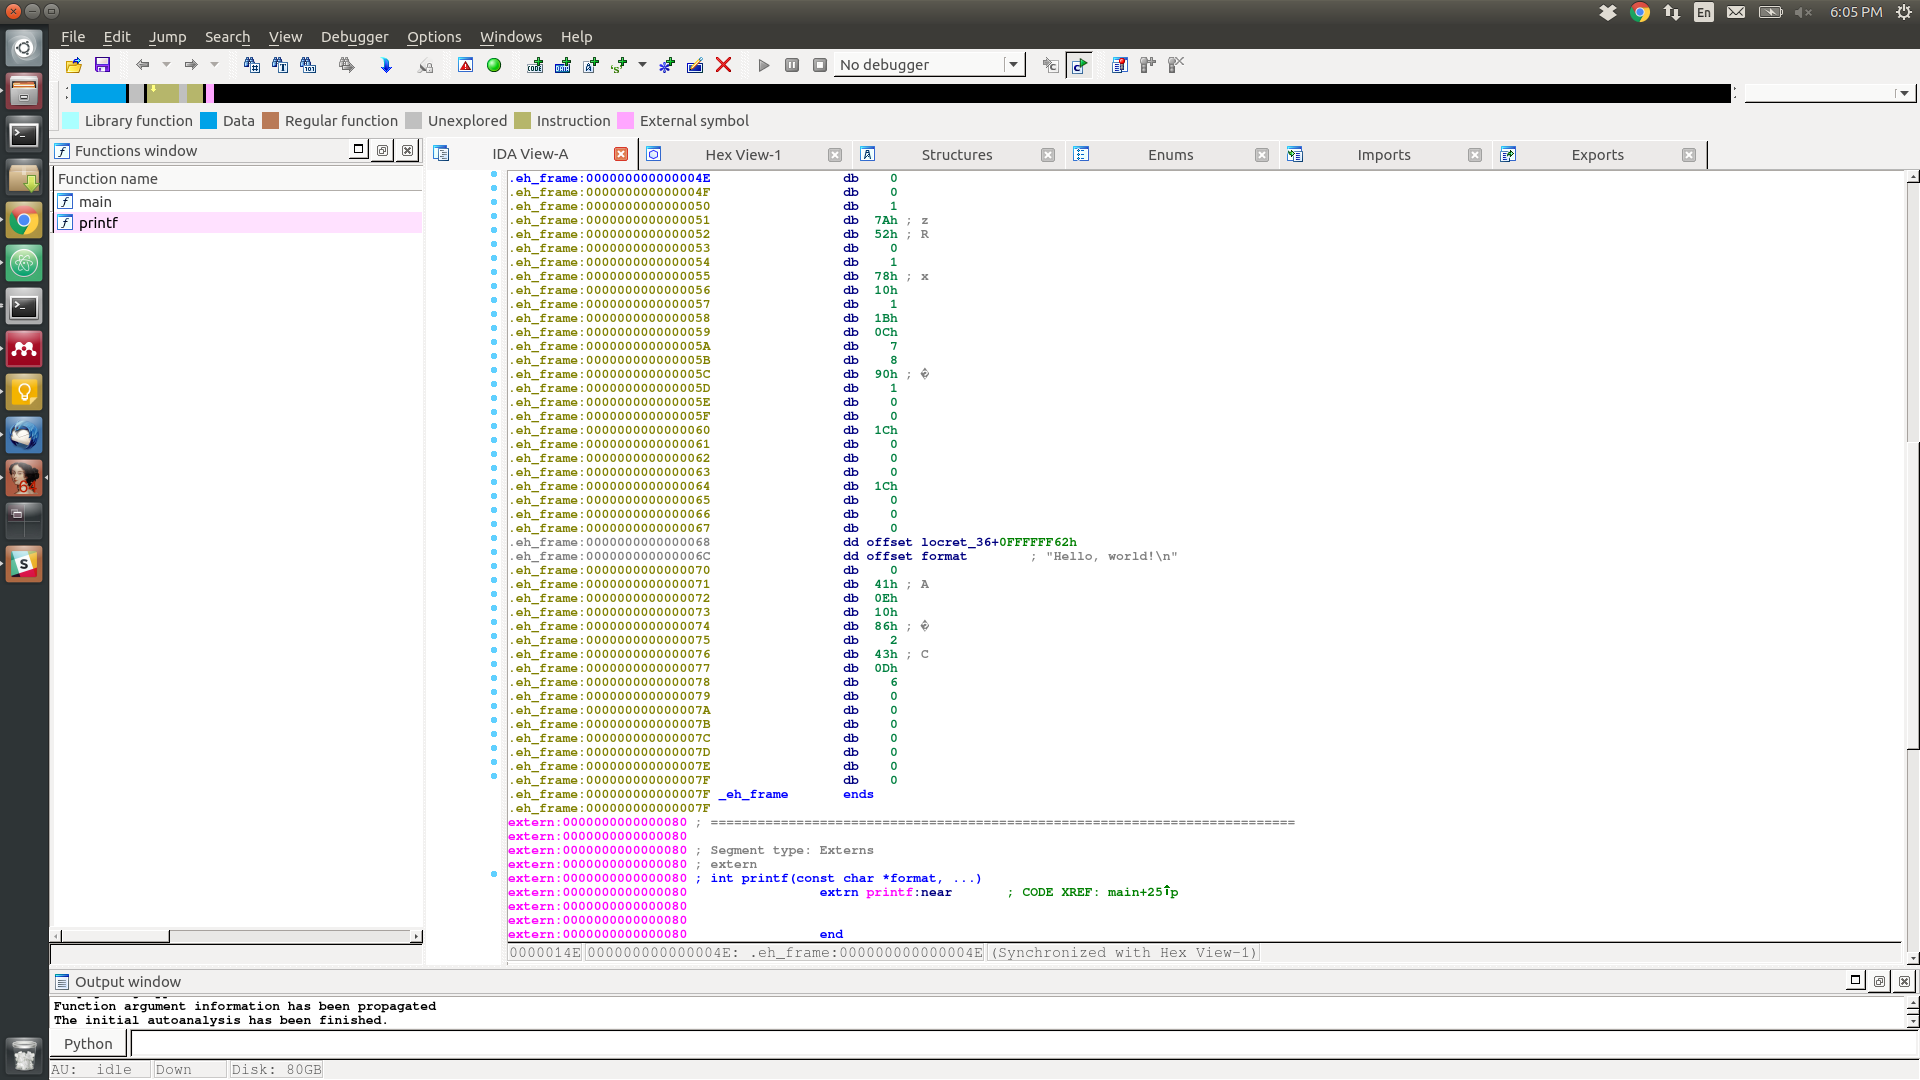 En
6:05 PM
File Edit Jump Search View Debugger Options Windows Help
No debugger
Library function Data Regular function Unexplored Instruction External symbol
Functions window
IDA View-A
Hex View-1
Structures
Enums
Imports
Exports
Function name
main
printf
.eh_frame:000000000000004E db 0
.eh_frame:000000000000004F db 0
.eh_frame:0000000000000050 db 1
.eh_frame:0000000000000051 db 7Ah ; z
.eh_frame:0000000000000052 db 52h ; R
.eh_frame:0000000000000053 db 0
.eh_frame:0000000000000054 db 1
.eh_frame:0000000000000055 db 78h ; x
.eh_frame:0000000000000056 db 10h
.eh_frame:0000000000000057 db 1
.eh_frame:0000000000000058 db 1Bh
.eh_frame:0000000000000059 db 0Ch
.eh_frame:000000000000005A db 7
.eh_frame:000000000000005B db 8
.eh_frame:000000000000005C db 90h ; �
.eh_frame:000000000000005D db 1
.eh_frame:000000000000005E db 0
.eh_frame:000000000000005F db 0
.eh_frame:0000000000000060 db 1Ch
.eh_frame:0000000000000061 db 0
.eh_frame:0000000000000062 db 0
.eh_frame:0000000000000063 db 0
.eh_frame:0000000000000064 db 1Ch
.eh_frame:0000000000000065 db 0
.eh_frame:0000000000000066 db 0
.eh_frame:0000000000000067 db 0
.eh_frame:0000000000000068 dd offset locret_36+0FFFFFF62h
.eh_frame:000000000000006C dd offset format ; "Hello, world!\n"
.eh_frame:0000000000000070 db 0
.eh_frame:0000000000000071 db 41h ; A
.eh_frame:0000000000000072 db 0Eh
.eh_frame:0000000000000073 db 10h
.eh_frame:0000000000000074 db 86h ; �
.eh_frame:0000000000000075 db 2
.eh_frame:0000000000000076 db 43h ; C
.eh_frame:0000000000000077 db 0Dh
.eh_frame:0000000000000078 db 6
.eh_frame:0000000000000079 db 0
.eh_frame:000000000000007A db 0
.eh_frame:000000000000007B db 0
.eh_frame:000000000000007C db 0
.eh_frame:000000000000007D db 0
.eh_frame:000000000000007E db 0
.eh_frame:000000000000007F db 0
.eh_frame:000000000000007F _eh_frame ends
.eh_frame:000000000000007F
extern:0000000000000080 ; ===========================================================================
extern:0000000000000080
extern:0000000000000080 ; Segment type: Externs
extern:0000000000000080 ; extern
extern:0000000000000080 ; int printf(const char *format, ...)
extern:0000000000000080 extrn printf:near ; CODE XREF: main+25↑p
extern:0000000000000080
extern:0000000000000080
extern:0000000000000080 end
0000014E 000000000000004E: .eh_frame:000000000000004E (Synchronized with Hex View-1)
Output window
Function argument information has been propagated
The initial autoanalysis has been finished.
Python
AU: idle Down Disk: 80GB
64